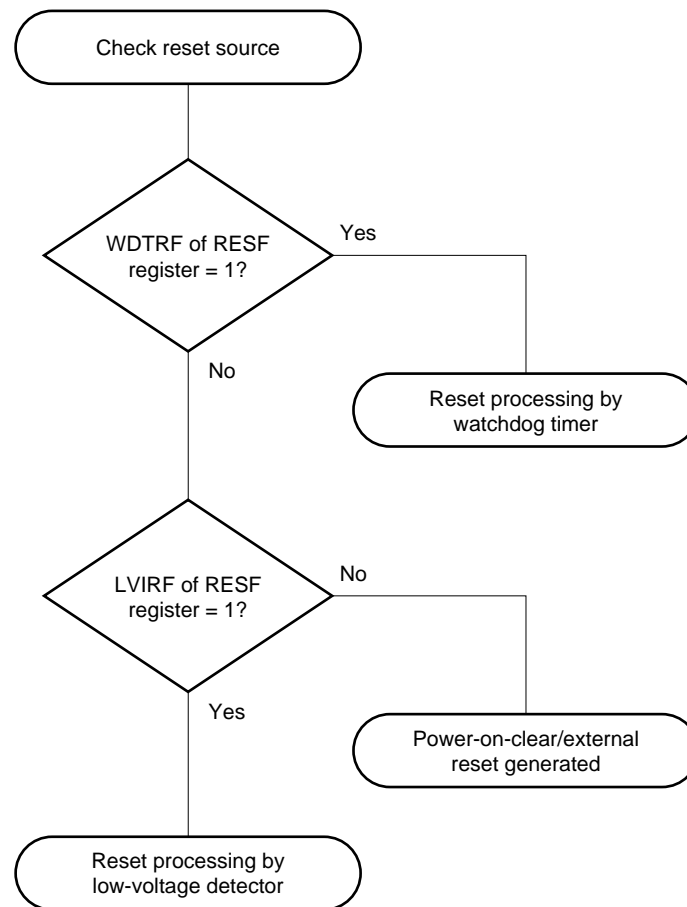 Check reset source
WDTRF of RESF
register = 1?
Yes
No
Reset processing by
watchdog timer
LVIRF of RESF
register = 1?
No
Yes
Power-on-clear/external
reset generated
Reset processing by
low-voltage detector